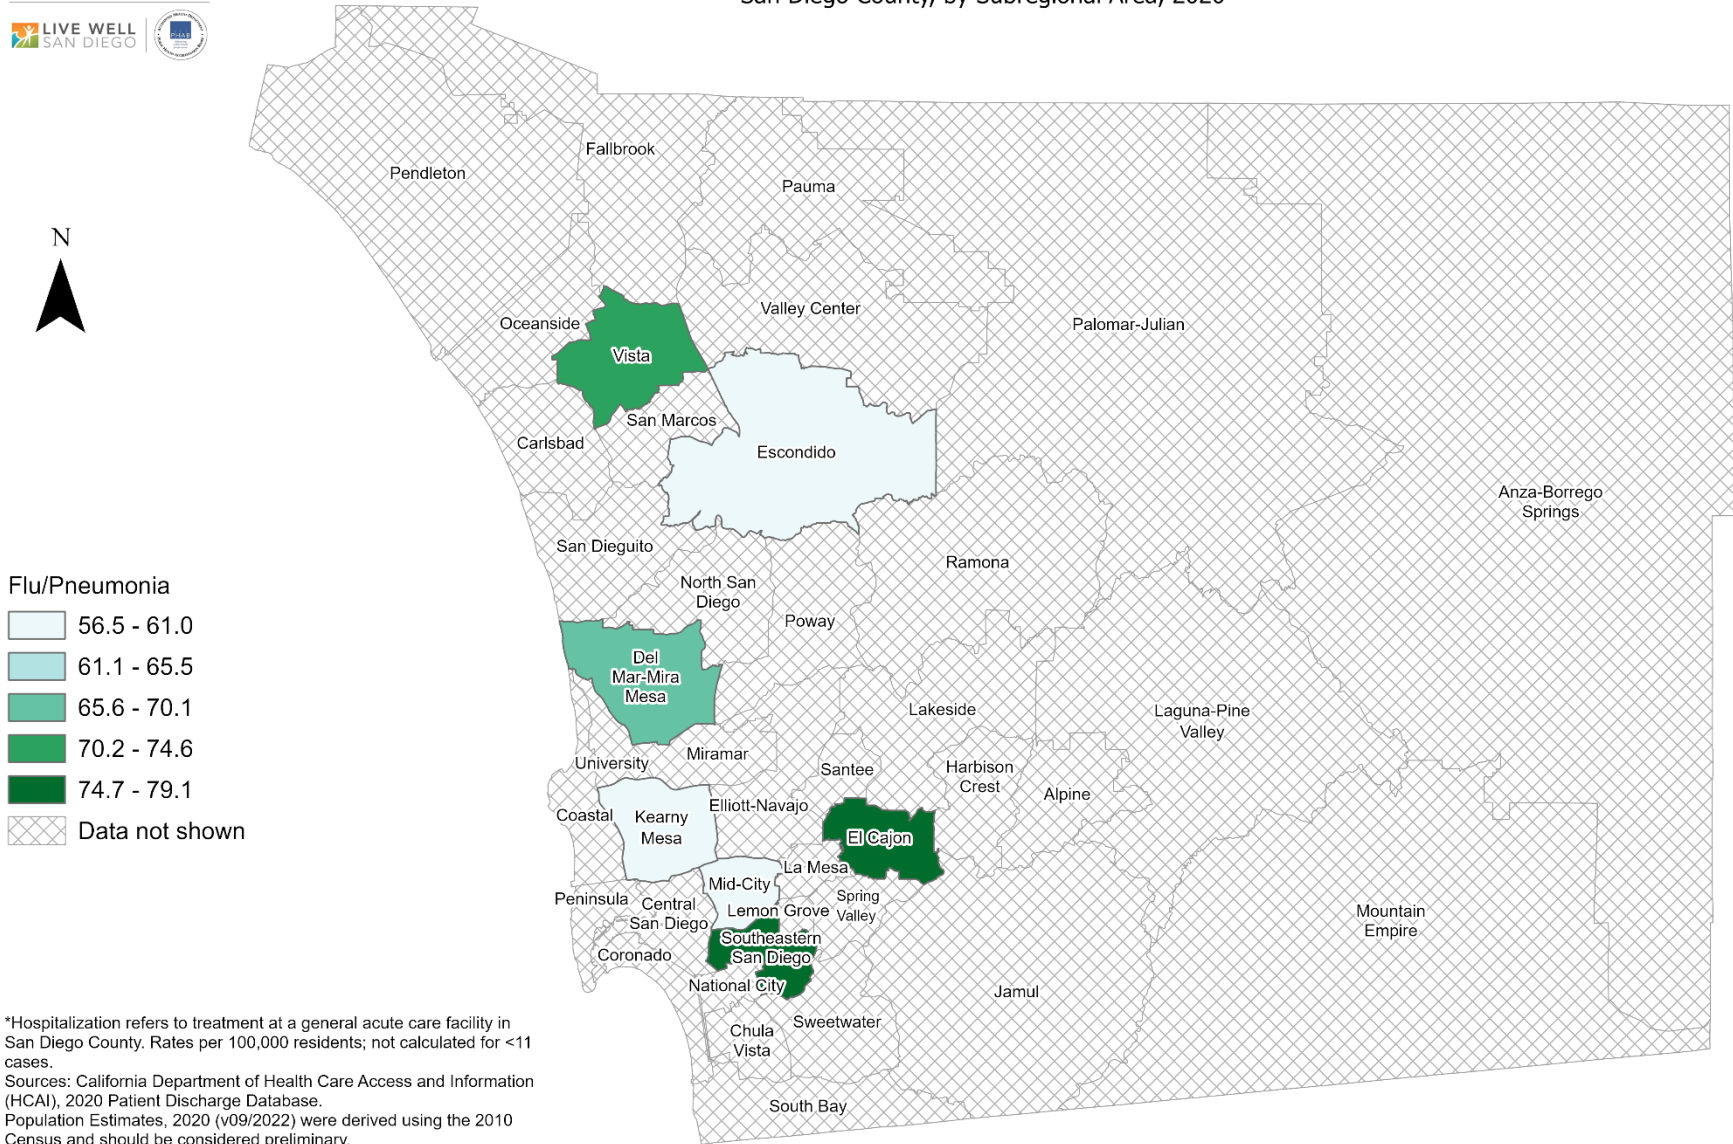 San Diego County, by Subregional Area, 2020
LIVE WELL
SAN DIEGO
PHAB
N
Fallbrook
Pendleton
Pauma
Valley Center
Oceanside
Palomar-Julian
Vista
San Marcos
Carlsbad
Escondido
Anza-Borrego
Springs
San Dieguito
Ramona
North San
Diego
Poway
Del
Mar-Mira
Mesa
Lakeside
Laguna-Pine
Valley
Miramar
University
Santee
Harbison
Crest
Alpine
Elliott-Navajo
Coastal
Kearny
Mesa
El Cajon
La Mesa
Mid-City
Spring
Valley
Peninsula
Central
San Diego
Lemon Grove
Mountain
Empire
Southeastern
San Diego
Coronado
National City
Jamul
Sweetwater
Chula
Vista
South Bay
Flu/Pneumonia
56.5 - 61.0
61.1 - 65.5
65.6 - 70.1
70.2 - 74.6
74.7 - 79.1
Data not shown
*Hospitalization refers to treatment at a general acute care facility in
San Diego County. Rates per 100,000 residents; not calculated for <11
cases.
Sources: California Department of Health Care Access and Information
(HCAI), 2020 Patient Discharge Database.
Population Estimates, 2020 (v09/2022) were derived using the 2010
Census and should be considered preliminary.